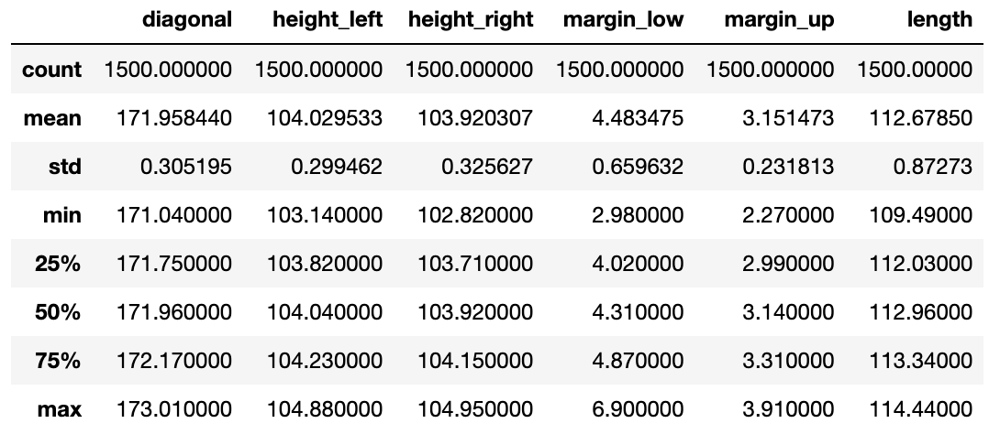 diagonal height_left height_right margin_low margin_up length
count 1500.000000 1500.000000 1500.000000 1500.000000 1500.000000 1500.00000
mean 171.958440 104.029533 103.920307 4.483475 3.151473 112.67850
std 0.305195 0.299462 0.325627 0.659632 0.231813 0.87273
min 171.040000 103.140000 102.820000 2.980000 2.270000 109.49000
25% 171.750000 103.820000 103.710000 4.020000 2.990000 112.03000
50% 171.960000 104.040000 103.920000 4.310000 3.140000 112.96000
75% 172.170000 104.230000 104.150000 4.870000 3.310000 113.34000
max 173.010000 104.880000 104.950000 6.900000 3.910000 114.44000